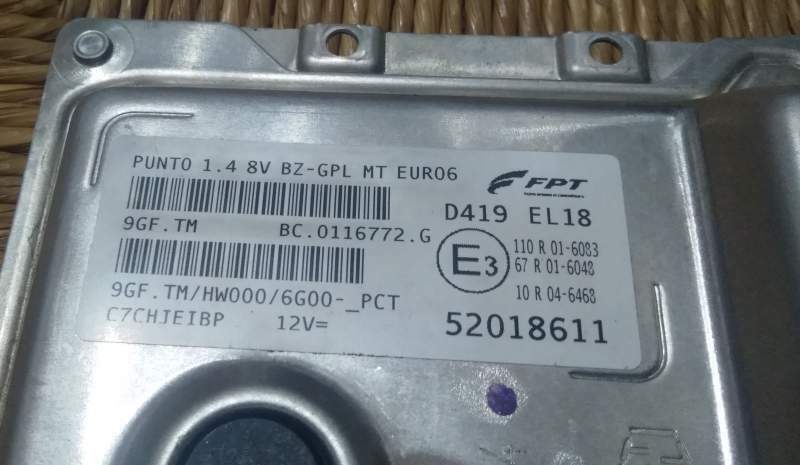 PUNTO 1.4 8V BZ-GPL MT EURO6
FPT
9GF.TM BC.0116772.G
D419 EL18
E3
110 R 01-6083
67 R 01-6048
10 R 04-6468
9GF.TM/HW000/6G00-_PCT
C7CHJEIBP 12V=
52018611